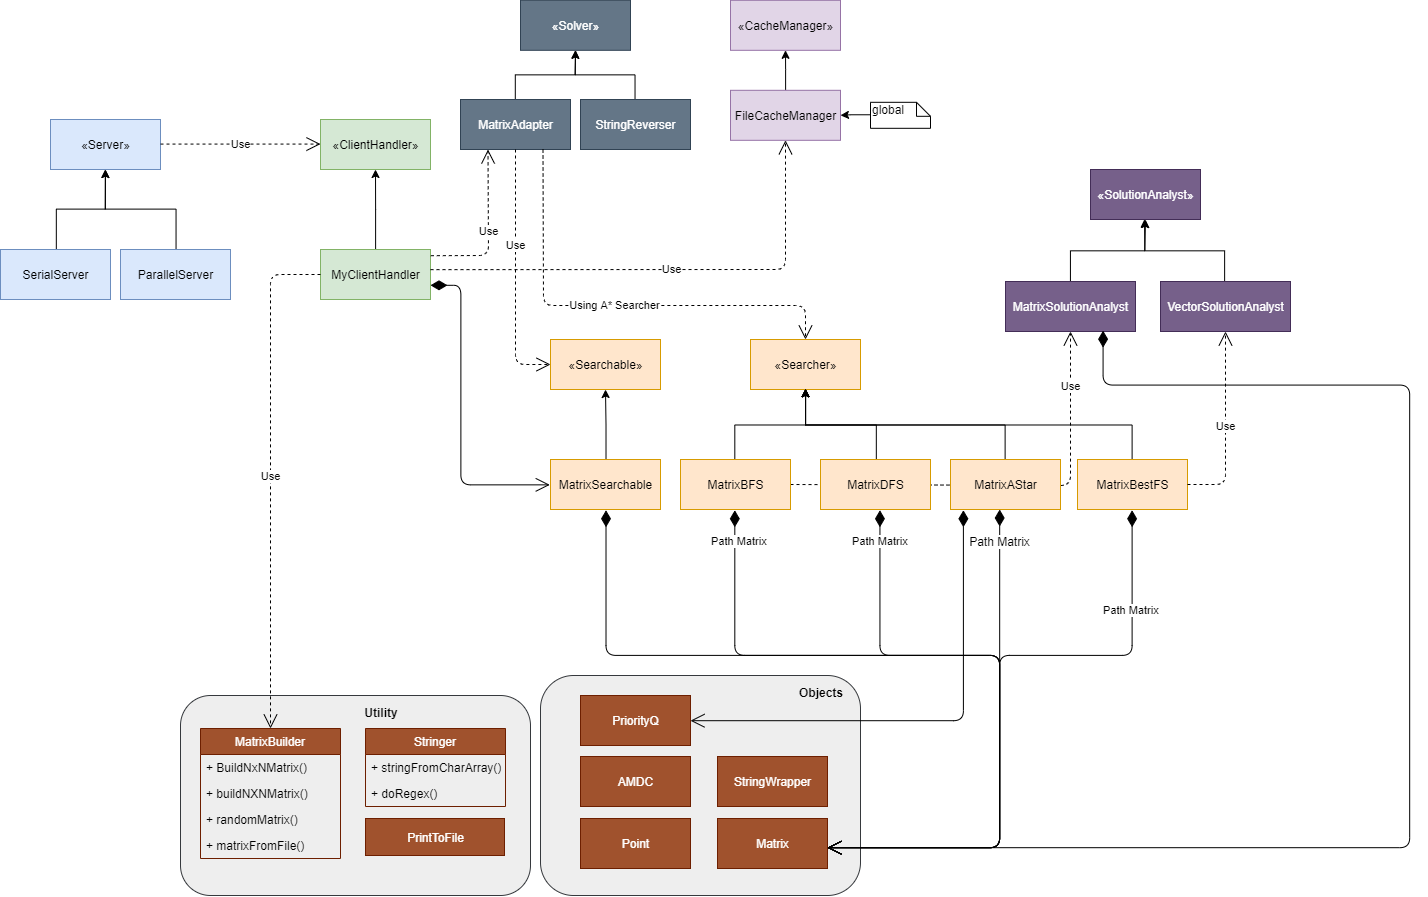 «Solver»
«CacheManager»
MatrixAdapter
StringReverser
FileCacheManager
global
«Server»
Use
«ClientHandler»
«SolutionAnalyst»
SerialServer
ParallelServer
MyClientHandler
Use
Use
Use
Using A* Searcher
MatrixSolutionAnalyst
VectorSolutionAnalyst
«Searchable»
«Searcher»
Use
Use
Use
MatrixSearchable
MatrixBFS
MatrixDFS
MatrixAStar
MatrixBestFS
Path Matrix
Path Matrix
Path Matrix
Path Matrix
Utility
MatrixBuilder
+ BuildNxNMatrix()
+ buildNXNMatrix()
+ randomMatrix()
+ matrixFromFile()
Stringer
+ stringFromCharArray()
+ doRegex()
PrintToFile
Objects
PriorityQ
AMDC
StringWrapper
Point
Matrix